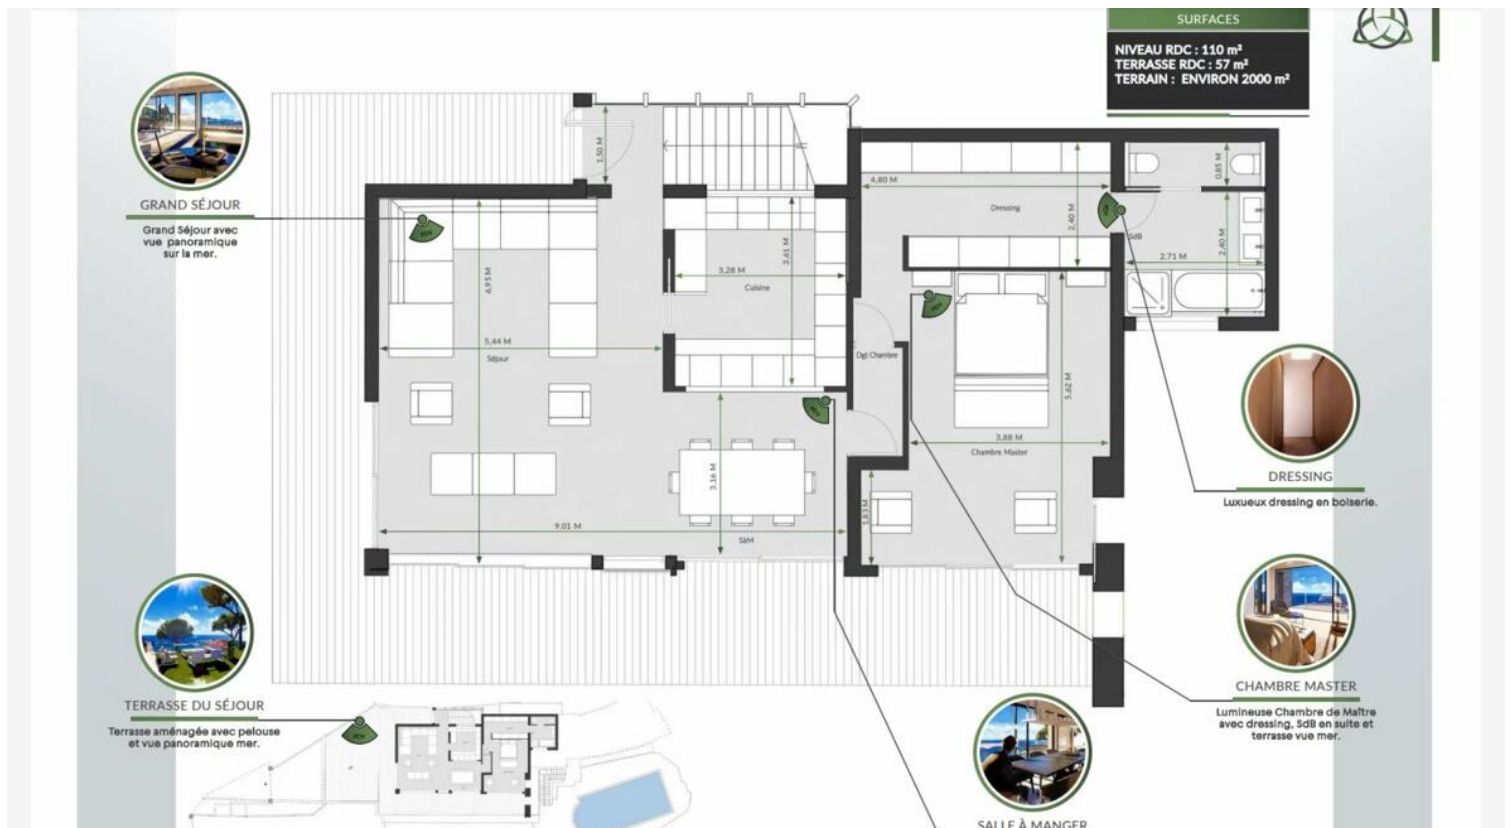 SURFACES
NIVEAU RDC : 110 m²
TERRASSE RDC : 57 m²
TERRAIN : ENVIRON 2000 m²
GRAND SÉJOUR
Grand Séjour avec
vue panoramique
sur la mer.
POV
1,50 M
6,95 M
5,44 M
Séjour
3,28 M
3,61 M
Cuisine
4,80 M
2,40 M
Dressing
POV
0,85 M
SdB
2,71 M
2,40 M
POV
Dgt Chambre
5,62 M
3,88 M
Chambre Master
1,83 M
POV
3,16 M
9,01 M
SàM
DRESSING
Luxueux dressing en boiserie.
CHAMBRE MASTER
Lumineuse Chambre de Maître
avec dressing, SdB en suite et
terrasse vue mer.
TERRASSE DU SÉJOUR
Terrasse aménagée avec pelouse
et vue panoramique mer.
POV
SALLE À MANGER